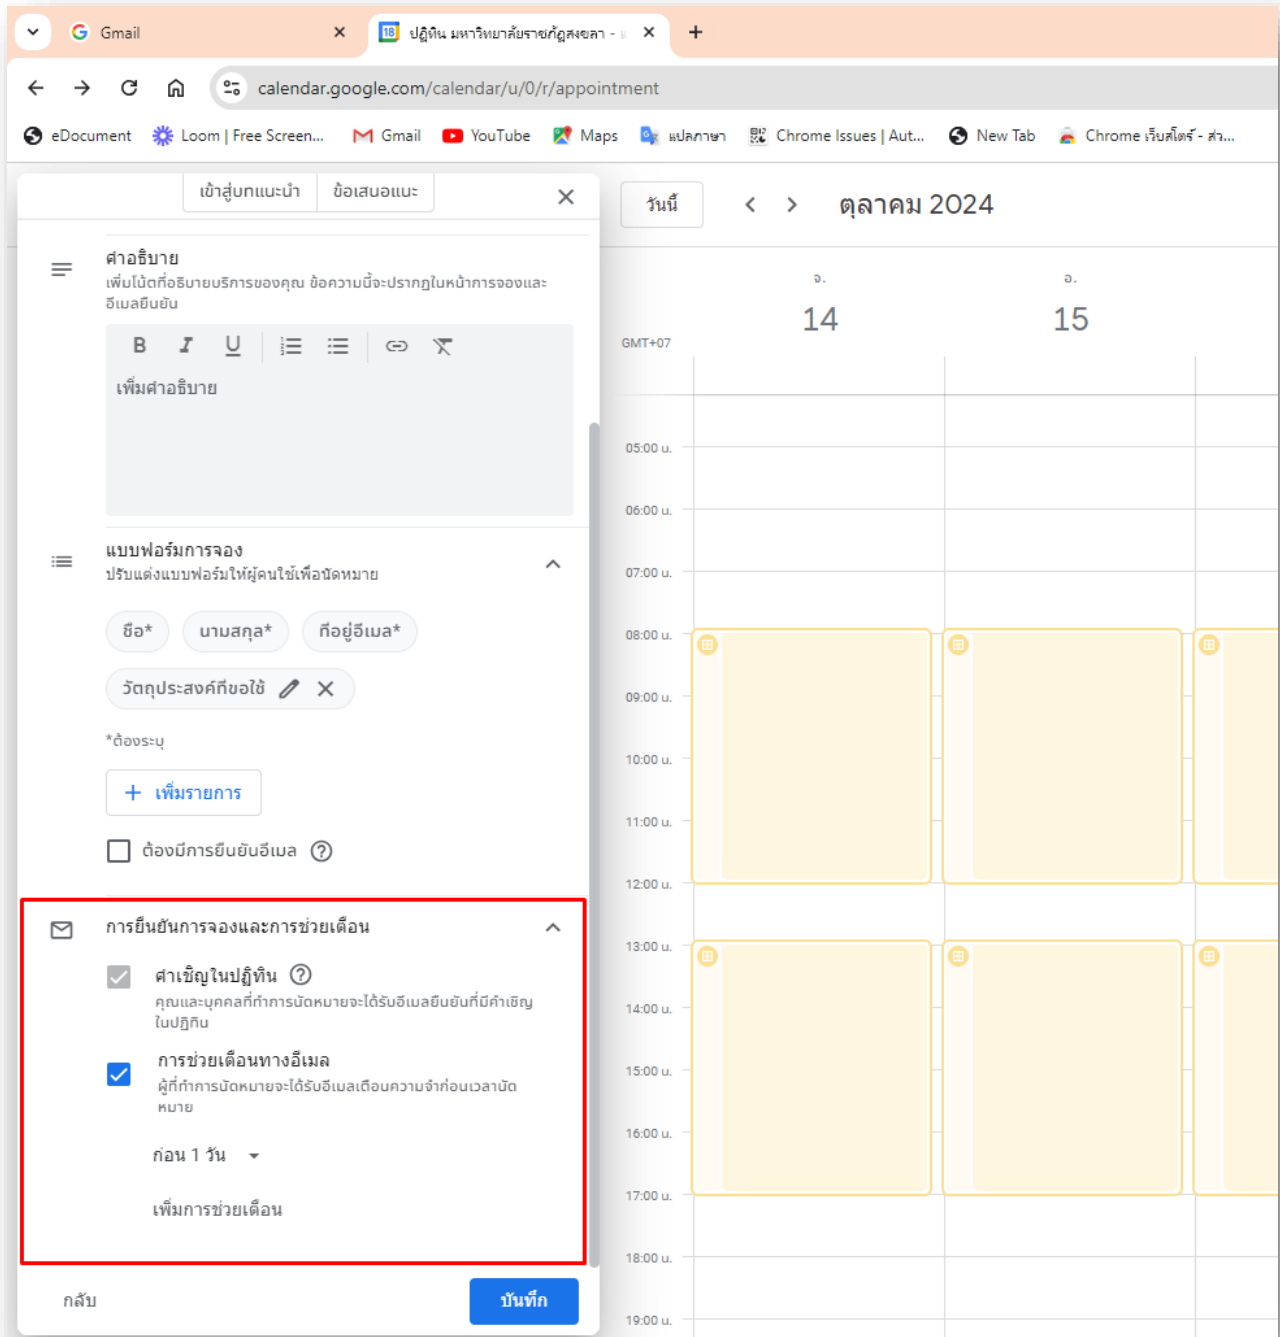 Gmail
ปฏิทิน มหาวิทยาลัยราชภัฏสงขลา -
calendar.google.com/calendar/u/0/r/appointment
eDocument
Loom | Free Screen...
Gmail
YouTube
Maps
แปลภาษา
Chrome Issues | Aut...
New Tab
Chrome เว็บสโตร์ - ส่ว...
เข้าสู่บทแนะนำ
ข้อเสนอแนะ
คำอธิบาย
เพิ่มโน้ตที่อธิบายบริการของคุณ ข้อความนี้จะปรากฏในหน้าการจองและ
อีเมลยืนยัน
B I U
เพิ่มคำอธิบาย
แบบฟอร์มการจอง
ปรับแต่งแบบฟอร์มให้ผู้คนใช้เพื่อนัดหมาย
ชื่อ*
นามสกุล*
ที่อยู่อีเมล*
วัตถุประสงค์ที่ขอใช้
*ต้องระบุ
+ เพิ่มรายการ
ต้องมีการยืนยันอีเมล
การยืนยันการจองและการช่วยเตือน
คำเชิญในปฏิทิน
คุณและบุคคลที่ทำการนัดหมายจะได้รับอีเมลยืนยันที่มีคำเชิญ
ในปฏิทิน
การช่วยเตือนทางอีเมล
ผู้ที่ทำการนัดหมายจะได้รับอีเมลเตือนความจำก่อนเวลานัด
หมาย
ก่อน 1 วัน
เพิ่มการช่วยเตือน
กลับ
บันทึก
วันนี้
ตุลาคม 2024
จ.
14
อ.
15
GMT+07
05:00 น.
06:00 น.
07:00 น.
08:00 น.
09:00 น.
10:00 น.
11:00 น.
12:00 น.
13:00 น.
14:00 น.
15:00 น.
16:00 น.
17:00 น.
18:00 น.
19:00 น.